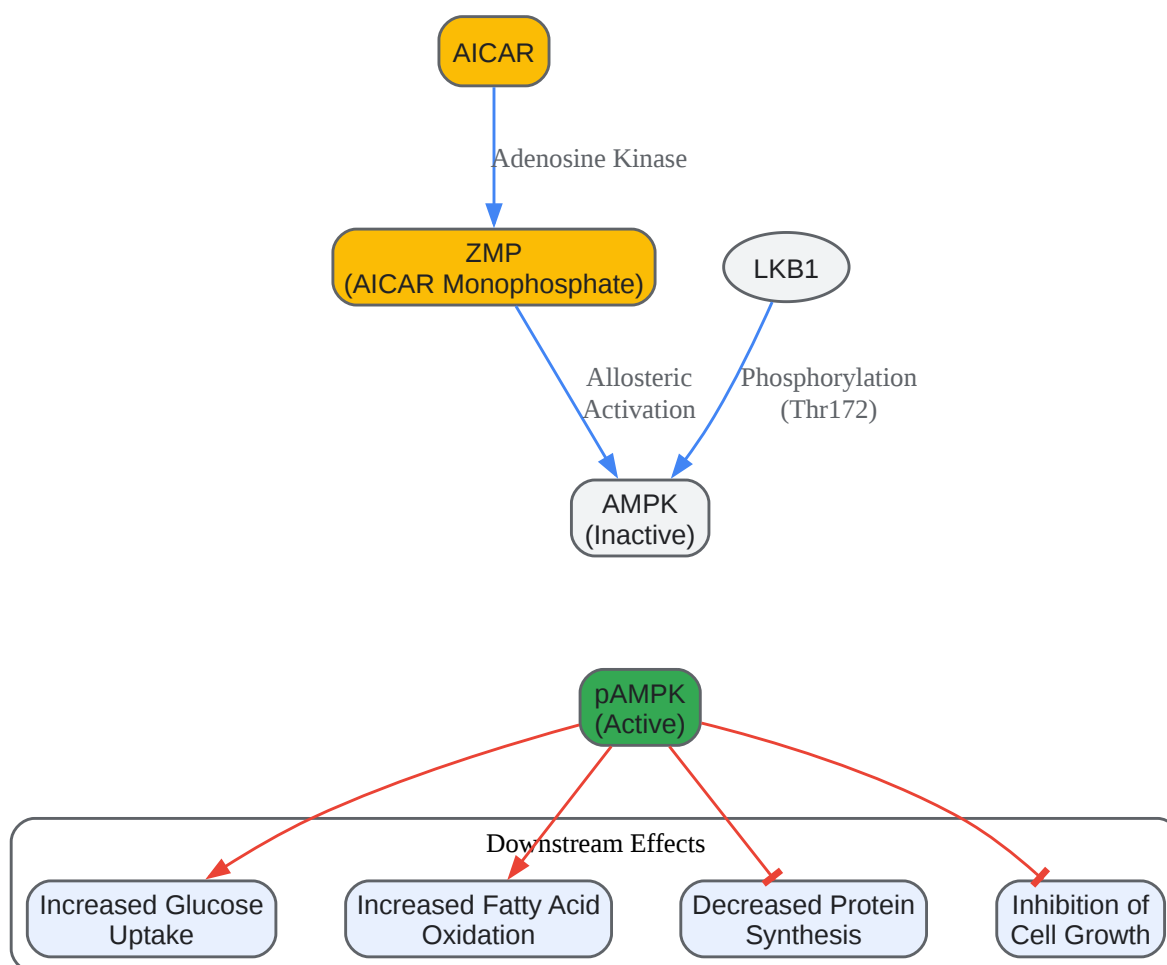 AICAR
Adenosine Kinase
ZMP
(AICAR Monophosphate)
LKB1
Allosteric
Activation
Phosphorylation
(Thr172)
AMPK
(Inactive)
pAMPK
(Active)
Downstream Effects
Increased Glucose
Uptake
Increased Fatty Acid
Oxidation
Decreased Protein
Synthesis
Inhibition of
Cell Growth